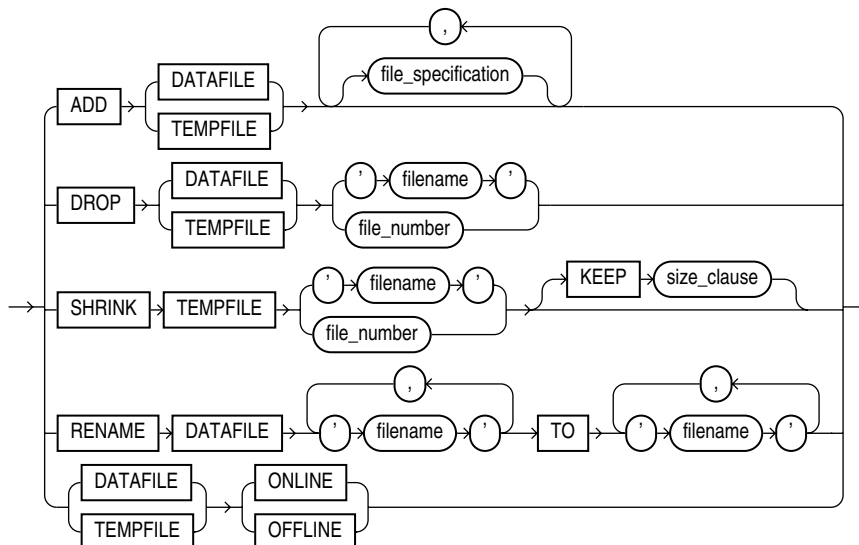 ,
file_specification
DATAFILE
ADD
TEMPFILE
DATAFILE
' filename '
DROP
TEMPFILE
file_number
' filename '
KEEP size_clause
SHRINK TEMPFILE
file_number
, ,
RENAME DATAFILE ' filename ' TO ' filename '
DATAFILE ONLINE
TEMPFILE OFFLINE